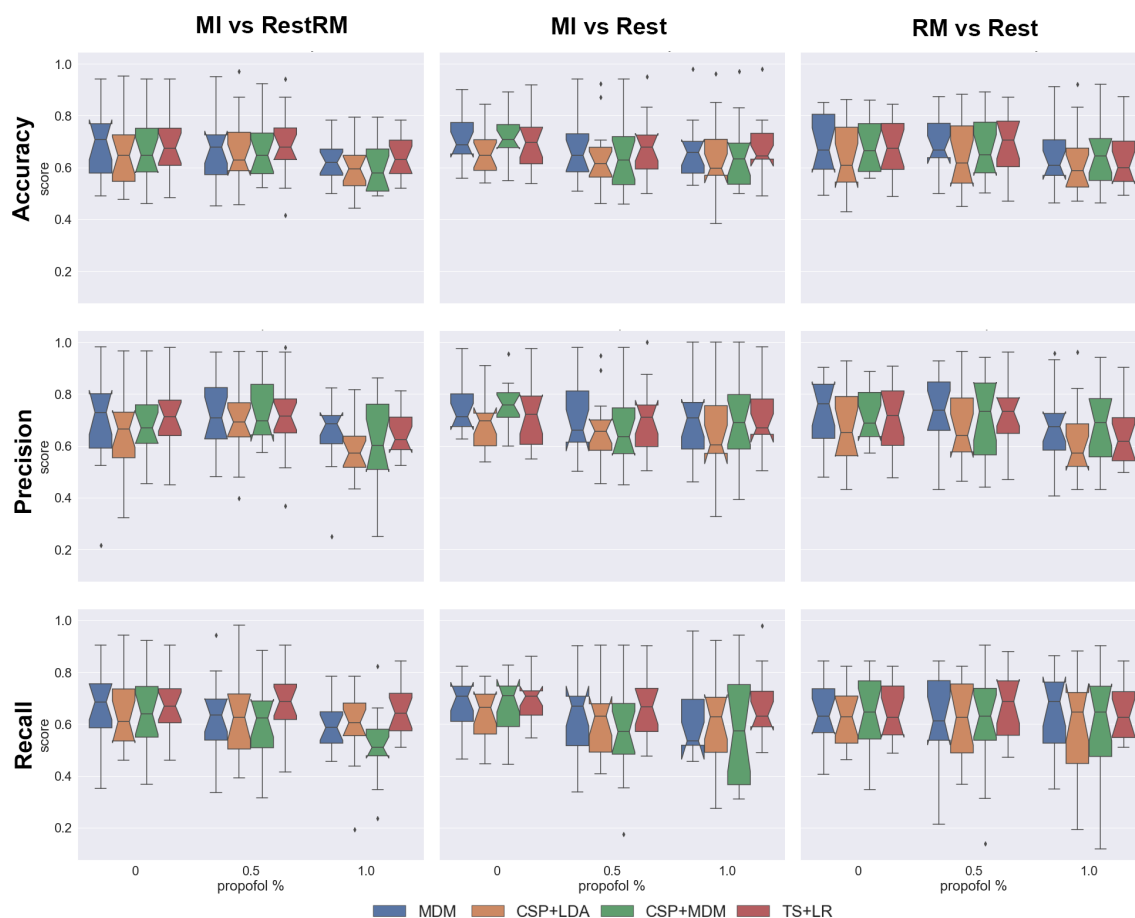 MI vs RestRM
MI vs Rest
RM vs Rest
Accuracy
score
1.0
0.8
0.6
0.4
0.2
Precision
score
1.0
0.8
0.6
0.4
0.2
Recall
score
1.0
0.8
0.6
0.4
0.2
0 0.5 1.0
propofol %
0 0.5 1.0
propofol %
0 0.5 1.0
propofol %
MDM CSP+LDA CSP+MDM TS+LR